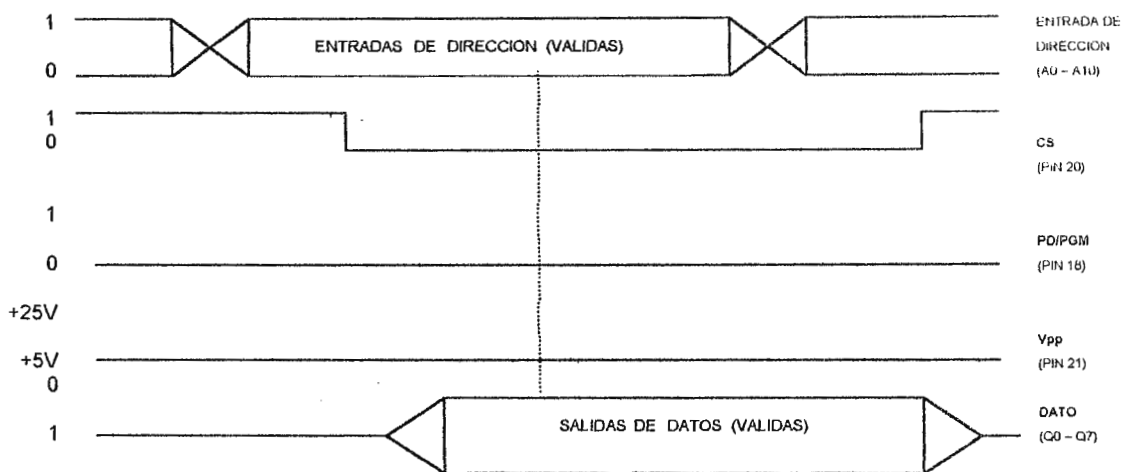 1
ENTRADAS DE DIRECCION (VALIDAS)
0
ENTRADA DE
DIRECCION
(A0 – A10)
1
0
CS
(PIN 20)
1
0
PD/PGM
(PIN 18)
+25V
+5V
0
Vpp
(PIN 21)
1
SALIDAS DE DATOS (VALIDAS)
DATO
(Q0 – Q7)